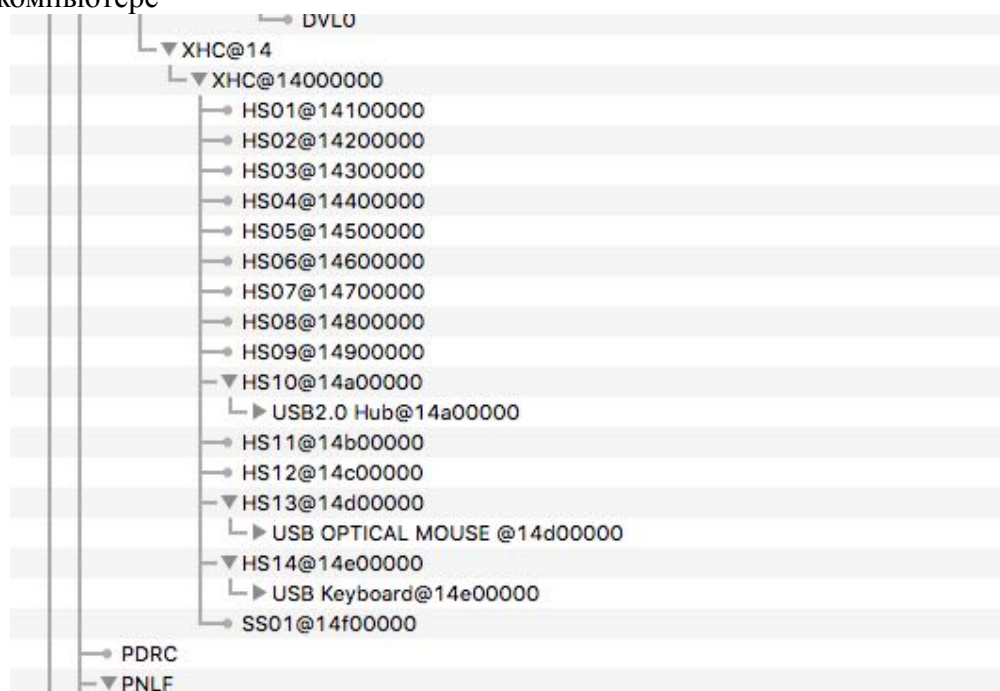 компьютере
DVL0
XHC@14
XHC@14000000
HS01@14100000
HS02@14200000
HS03@14300000
HS04@14400000
HS05@14500000
HS06@14600000
HS07@14700000
HS08@14800000
HS09@14900000
HS10@14a00000
USB2.0 Hub@14a00000
HS11@14b00000
HS12@14c00000
HS13@14d00000
USB OPTICAL MOUSE @14d00000
HS14@14e00000
USB Keyboard@14e00000
SS01@14f00000
PDRC
PNLF